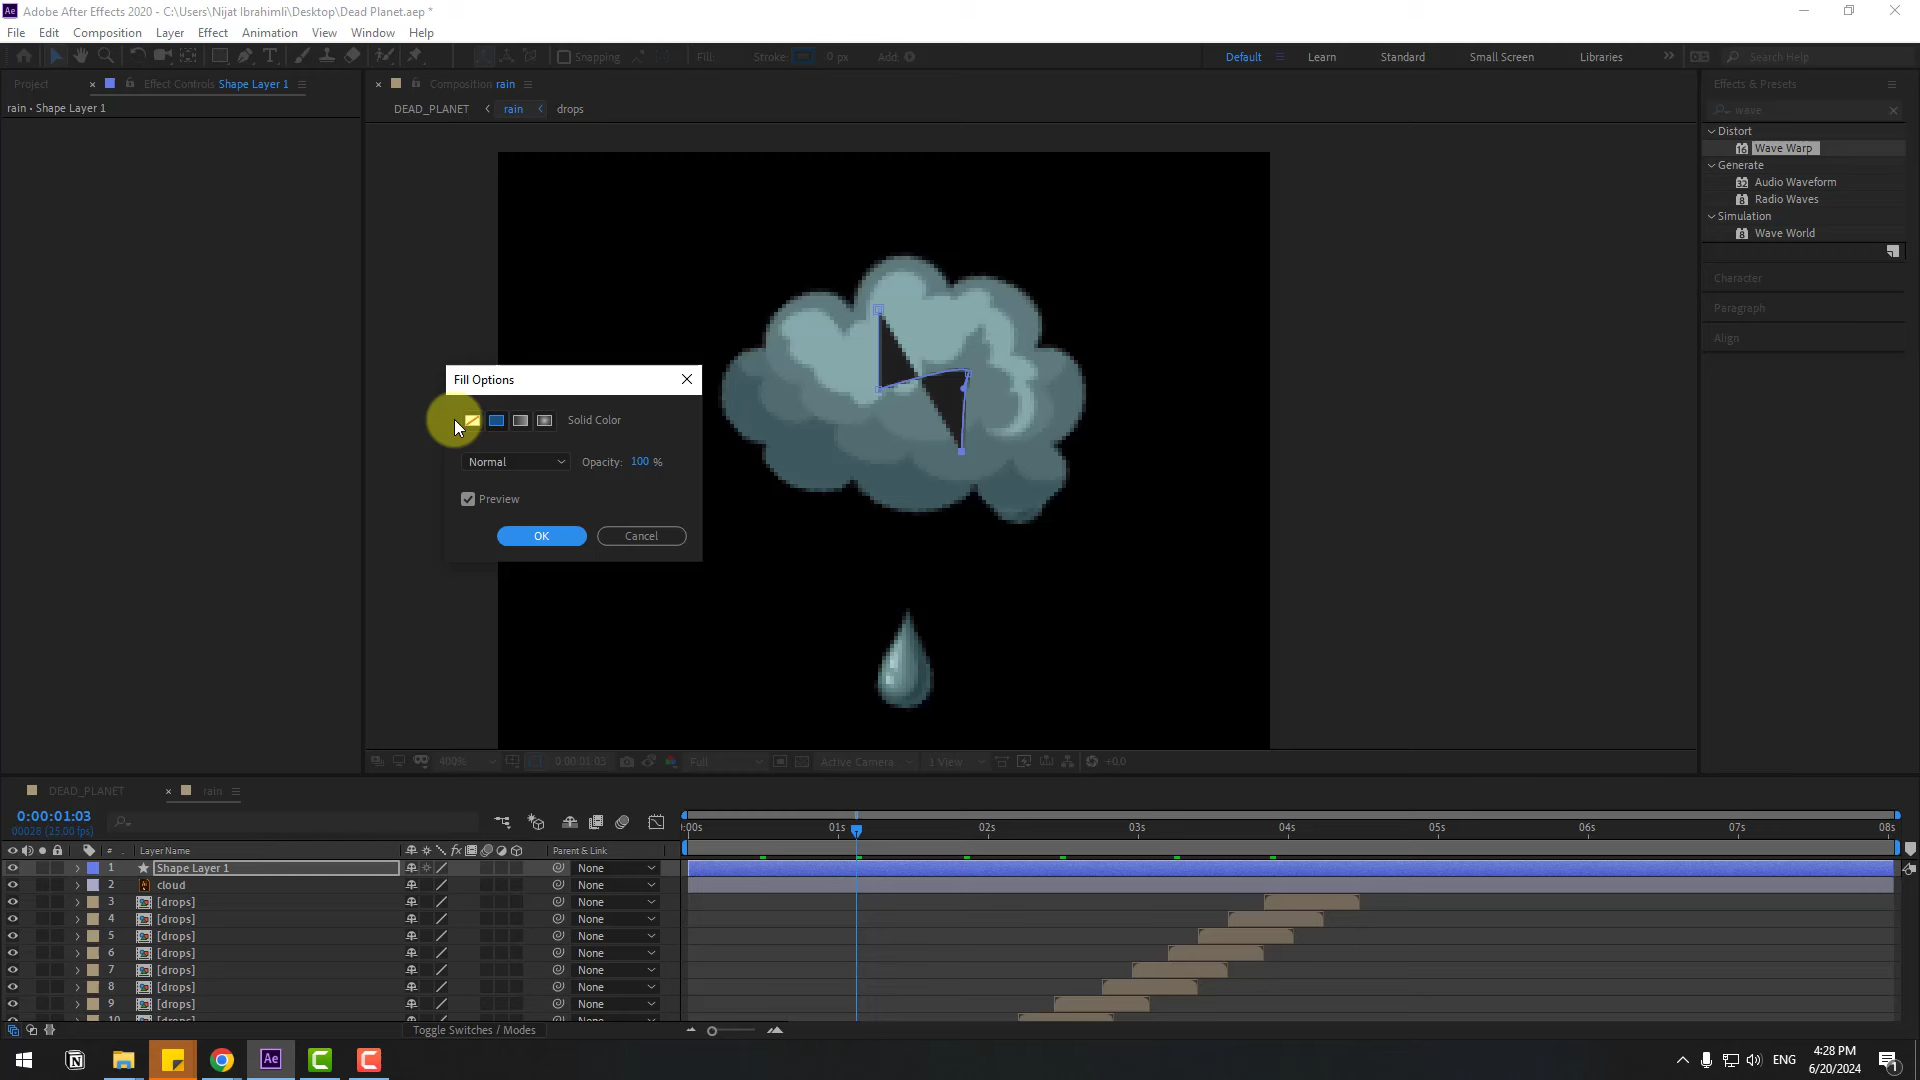 Adobe After Effects 2020 - C:\Users\Nijat Ibrahimli\Desktop\Dead Planet.aep *
File Edit Composition Layer Effect Animation View Window Help
Snapping Fill: Stroke: px Add: Default Learn Standard Small Screen Libraries Search Help
Project Effect Controls Shape Layer 1
Composition rain
Effects & Presets
rain • Shape Layer 1
DEAD_PLANET rain drops
wave
Distort
Wave Warp
Generate
Audio Waveform
Radio Waves
Simulation
Wave World
Character
Paragraph
Align
Fill Options
Solid Color
Normal Opacity: 100 %
Preview
OK Cancel
400% 0:00:01:03 Full Active Camera 1 View +0.0
DEAD_PLANET rain
0:00:01:03
00028 (25.00 fps)
:00s 01s 02s 03s 04s 05s 06s 07s 08s
# Layer Name Parent & Link
1 Shape Layer 1 None
2 cloud None
3 [drops] None
4 [drops] None
5 [drops] None
6 [drops] None
7 [drops] None
8 [drops] None
9 [drops] None
10 [drops] None
Toggle Switches / Modes
ENG
4:28 PM
6/20/2024